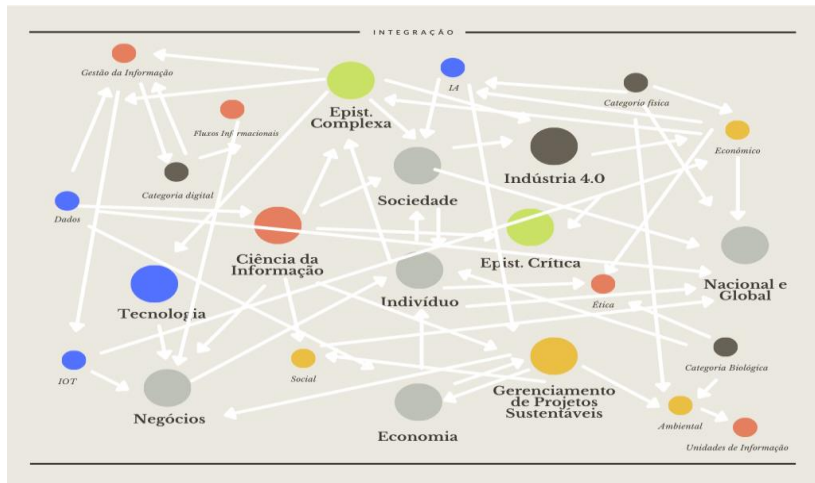 INTEGRAÇÃO
Gestão da Informação
IA
Categorio física
Fluxos Informacionais
Epist.
Complexa
Econômico
Indústria 4.0
Categoria digital
Sociedade
Dados
Ciência da
Informação
Epist. Crítica
Nacional e
Global
Tecnologia
Indivíduo
Ética
IOT
Social
Categoria Biológica
Negócios
Gerenciamento
de Projetos
Sustentáveis
Economia
Ambiental
Unidades de Informação